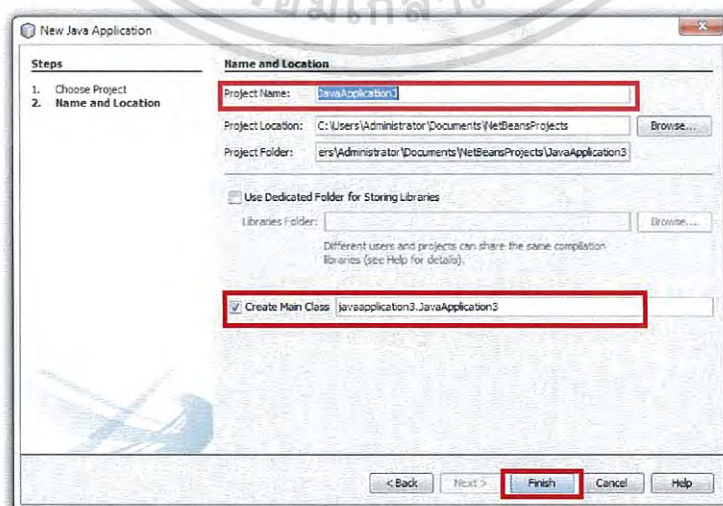 New Java Application
Steps
1. Choose Project
2. Name and Location
Name and Location
Project Name: JavaApplication3
Project Location: C:\Users\Administrator\Documents\NetBeansProjects Browse...
Project Folder: ers\Administrator\Documents\NetBeansProjects\JavaApplication3
Use Dedicated Folder for Storing Libraries
Libraries Folder: Browse...
Different users and projects can share the same compilation
libraries (see Help for details).
Create Main Class javaapplication3.JavaApplication3
< Back Next > Finish Cancel Help